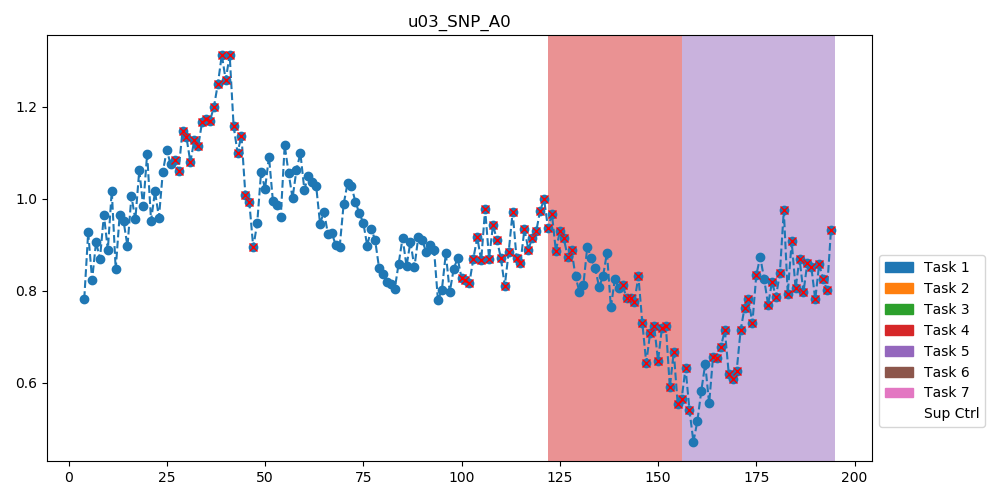 u03_SNP_A0
1.2
1.0
0.8
0.6
0 25 50 75 100 125 150 175 200
Task 1
Task 2
Task 3
Task 4
Task 5
Task 6
Task 7
Sup Ctrl